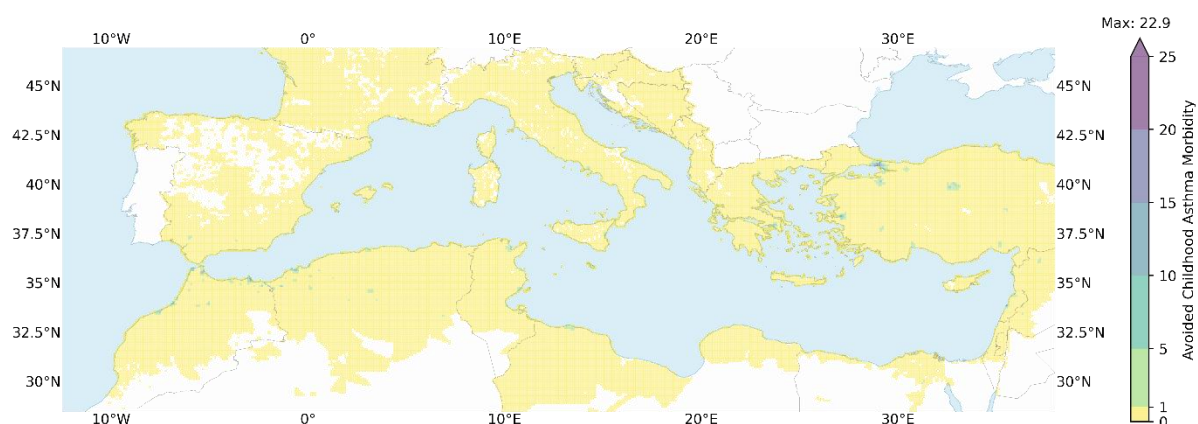 Max: 22.9
10°W 0° 10°E 20°E 30°E
45°N 45°N
42.5°N 42.5°N
40°N 40°N
37.5°N 37.5°N
35°N 35°N
32.5°N 32.5°N
30°N 30°N
10°W 0° 10°E 20°E 30°E
25
20
15
10
5
1
0
Avoided Childhood Asthma Morbidity